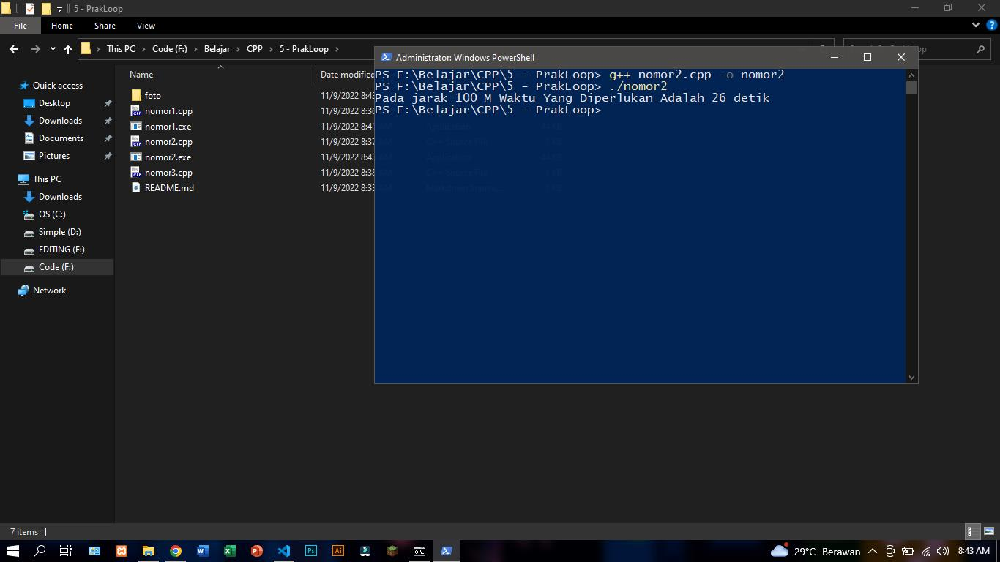 5 - PrakLoop
File Home Share View
This PC Code (F:) Belajar CPP 5 - PrakLoop
Name Date modified
Quick access
Desktop
Downloads
Documents
Pictures
This PC
Downloads
OS (C:)
Simple (D:)
EDITING (E:)
Code (F:)
Network
foto 11/9/2022 8:43
nomor1.cpp 11/9/2022 8:36
nomor1.exe 11/9/2022 8:41
nomor2.cpp 11/9/2022 8:37
nomor2.exe 11/9/2022 8:43
nomor3.cpp 11/9/2022 8:38
README.md 11/9/2022 8:33
Administrator: Windows PowerShell
PS F:\Belajar\CPP\5 - PrakLoop> g++ nomor2.cpp -o nomor2
PS F:\Belajar\CPP\5 - PrakLoop> ./nomor2
Pada jarak 100 M Waktu Yang Diperlukan Adalah 26 detik
PS F:\Belajar\CPP\5 - PrakLoop>
7 items
29°C Berawan 8:43 AM